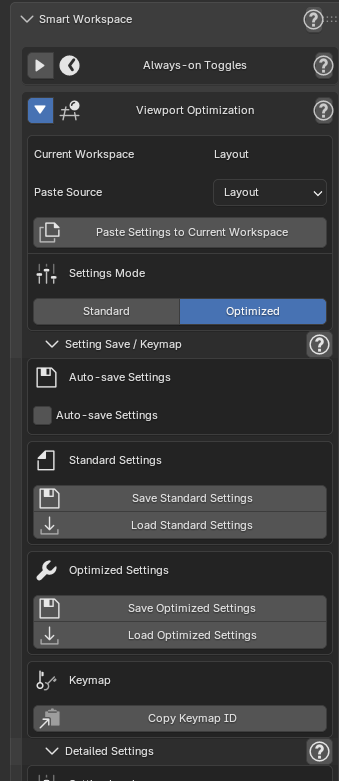 Smart Workspace
Always-on Toggles
Viewport Optimization
Current Workspace Layout
Paste Source Layout
Paste Settings to Current Workspace
Settings Mode
Standard Optimized
Setting Save / Keymap
Auto-save Settings
Auto-save Settings
Standard Settings
Save Standard Settings
Load Standard Settings
Optimized Settings
Save Optimized Settings
Load Optimized Settings
Keymap
Copy Keymap ID
Detailed Settings